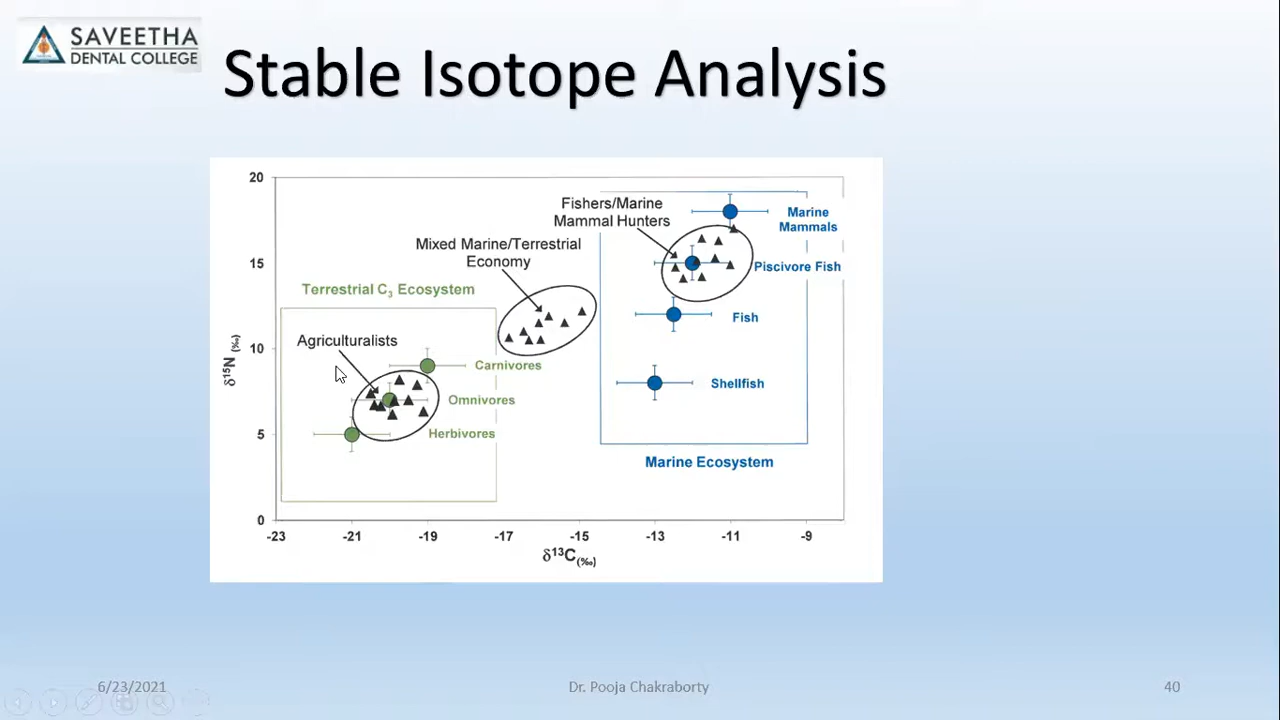 SAVEETHA
DENTAL COLLEGE
Stable Isotope Analysis
20
15
10
5
0
δ15N (‰)
Fishers/Marine
Mammal Hunters
Marine
Mammals
Mixed Marine/Terrestrial
Economy
Piscivore Fish
Terrestrial C3 Ecosystem
Fish
Agriculturalists
Carnivores
Shellfish
Omnivores
Herbivores
Marine Ecosystem
-23 -21 -19 -17 -15 -13 -11 -9
δ13C(‰)
6/23/2021
Dr. Pooja Chakraborty
40